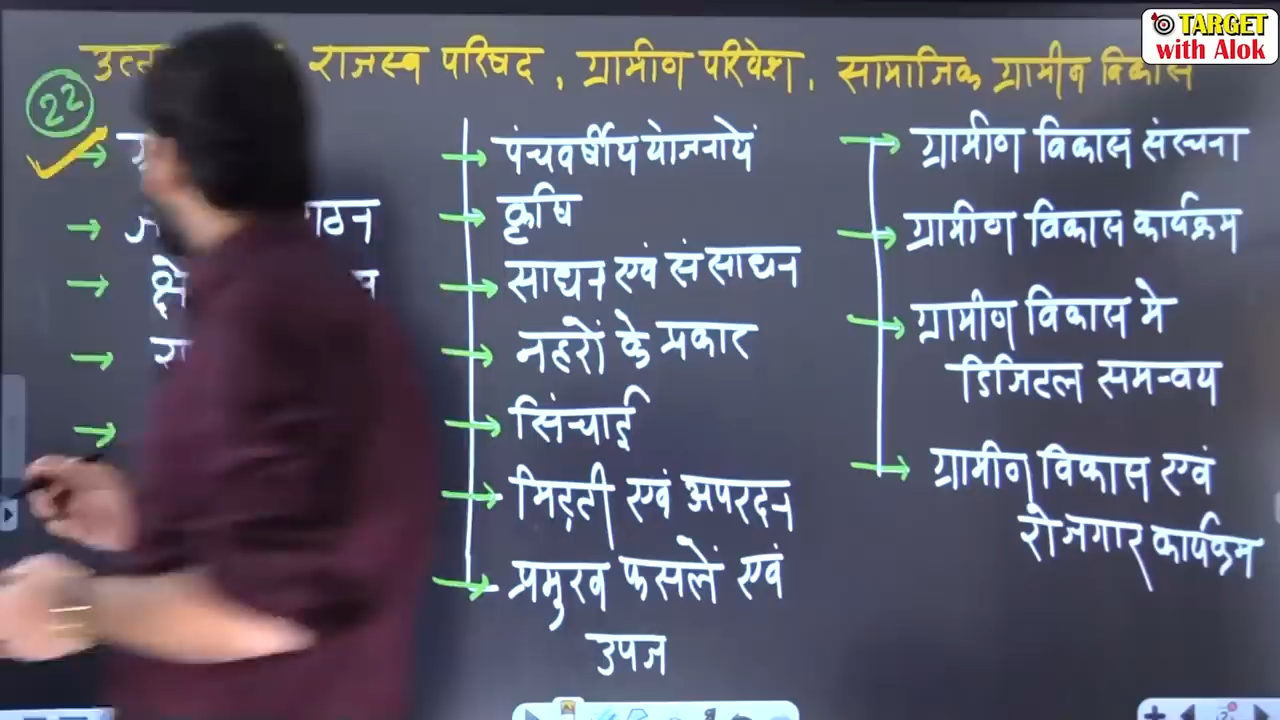 TARGET
with Alok
राजस्व परिषद, ग्रामीण परिवेश, सामाजिक ग्रामीण विकास
22
पंचवर्षीय योजनायें
कृषि
साधन एवं संसाधन
नहरों के प्रकार
सिंचाई
मिट्टी एवं अपरदन
प्रमुख फसलें एवं
उपज
ग्रामीण विकास संरचना
ग्रामीण विकास कार्यक्रम
ग्रामीण विकास मे
डिजिटल समन्वय
ग्रामीण विकास एवं
रोजगार कार्यक्रम